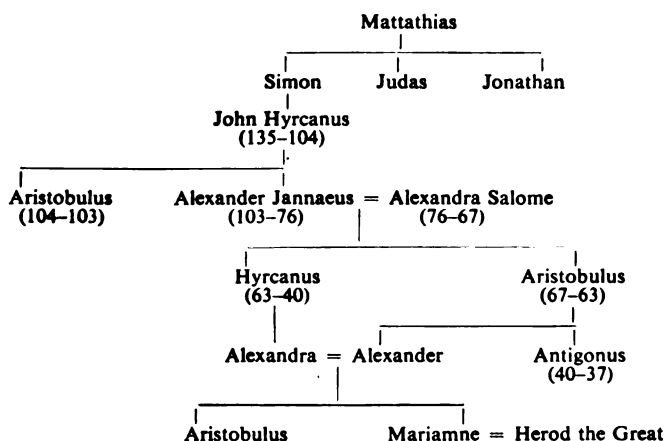 Mattathias
Simon Judas Jonathan
John Hyrcanus
(135–104)
Aristobulus Alexander Jannaeus = Alexandra Salome
(104–103) (103–76) (76–67)
Hyrcanus Aristobulus
(63–40) (67–63)
Alexandra = Alexander Antigonus
(40–37)
Aristobulus Mariamne = Herod the Great